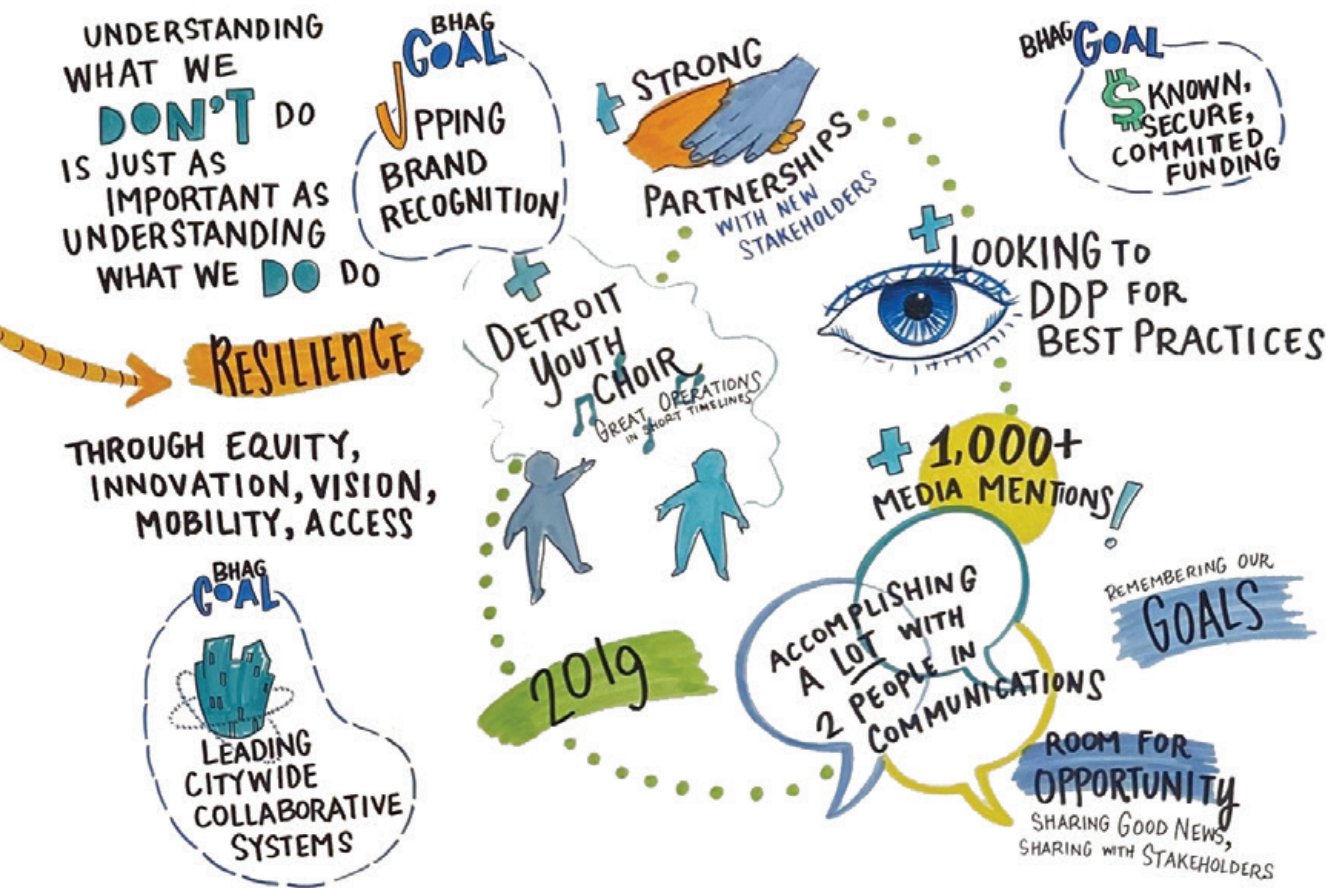 UNDERSTANDING
WHAT WE
DON'T DO
IS JUST AS
IMPORTANT AS
UNDERSTANDING
WHAT WE DO DO
RESILIENCE
THROUGH EQUITY,
INNOVATION, VISION,
MOBILITY, ACCESS
BHAG
GOAL
LEADING
CITYWIDE
COLLABORATIVE
SYSTEMS
BHAG
GOAL
UPPING
BRAND
RECOGNITION
+ STRONG
PARTNERSHIPS
WITH NEW
STAKEHOLDERS
+
DETROIT
YOUTH
CHOIR
GREAT OPERATIONS
IN SHORT TIMELINES
2019
BHAG GOAL
$ KNOWN,
SECURE,
COMMITTED
FUNDING
+ LOOKING TO
DDP FOR
BEST PRACTICES
+ 1,000+
MEDIA MENTIONS!
ACCOMPLISHING
A LOT WITH
2 PEOPLE IN
COMMUNICATIONS
REMEMBERING OUR
GOALS
ROOM FOR
OPPORTUNITY
SHARING GOOD NEWS,
SHARING WITH STAKEHOLDERS